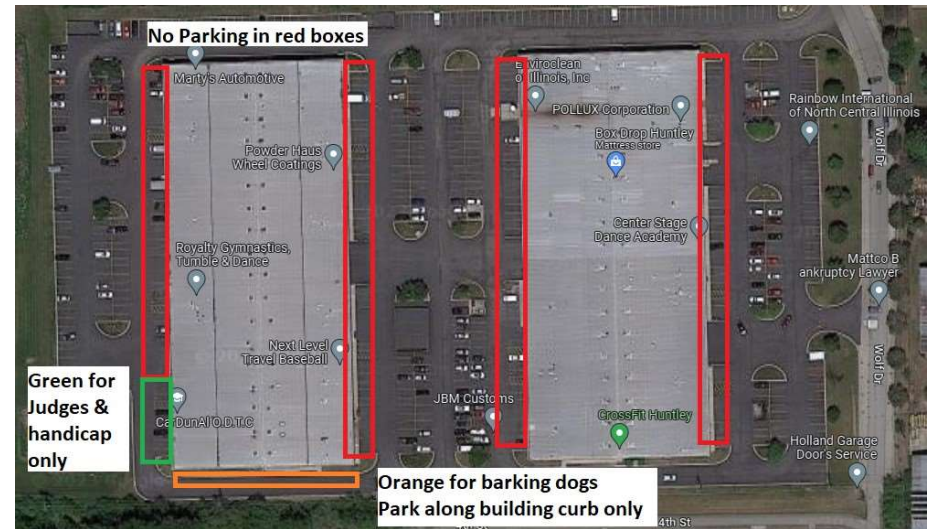 No Parking in red boxes
Marty's Automotive
Enviroclean
of Illinois, Inc
POLLUX Corporation
Rainbow International
of North Central Illinois
Powder Haus
Wheel Coatings
Box Drop Huntley
Mattress store
Wolf Dr
Center Stage
Dance Academy
Royalty Gymnastics,
Tumble & Dance
Mattco B
ankruptcy Lawyer
Next Level
Travel Baseball
Wolf Dr
Green for
Judges &
handicap
only
CarDunAl O.D.T.C
JBM Customs
CrossFit Huntley
Holland Garage
Door's Service
Orange for barking dogs
Park along building curb only
4th St